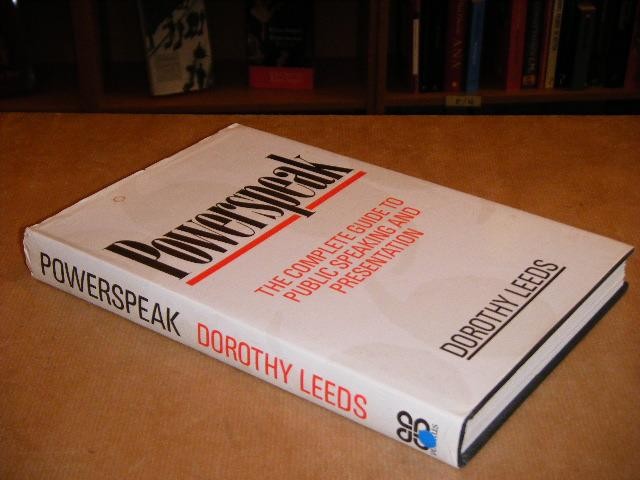 Powerspeak
THE COMPLETE GUIDE TO
PUBLIC SPEAKING AND
PRESENTATION
DOROTHY LEEDS
POWERSPEAK DOROTHY LEEDS